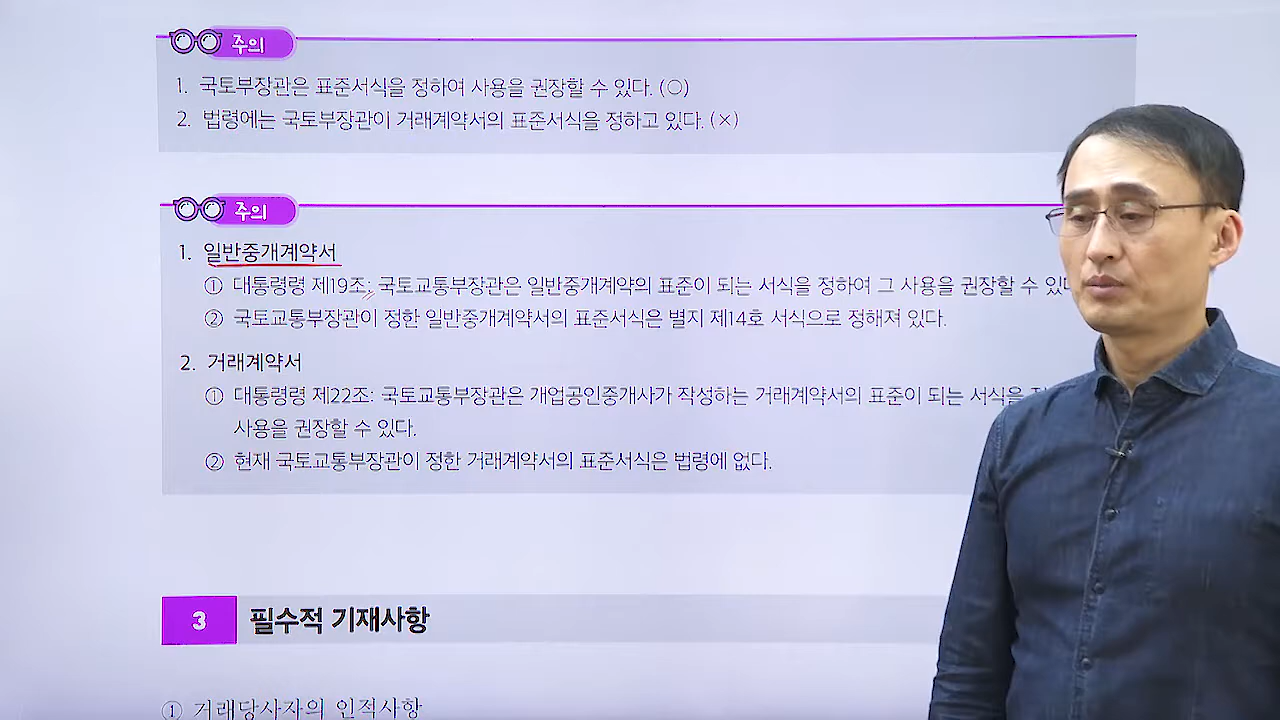 주의
1. 국토부장관은 표준서식을 정하여 사용을 권장할 수 있다. (○)
2. 법령에는 국토부장관이 거래계약서의 표준서식을 정하고 있다. (×)
주의
1. 일반중개계약서
① 대통령령 제19조: 국토교통부장관은 일반중개계약의 표준이 되는 서식을 정하여 그 사용을 권장할 수
② 국토교통부장관이 정한 일반중개계약서의 표준서식은 별지 제14호 서식으로 정해져 있다.
2. 거래계약서
① 대통령령 제22조: 국토교통부장관은 개업공인중개사가 작성하는 거래계약서의 표준이 되는 서식을
사용을 권장할 수 있다.
② 현재 국토교통부장관이 정한 거래계약서의 표준서식은 법령에 없다.
3 필수적 기재사항
① 거래당사자의 인적사항